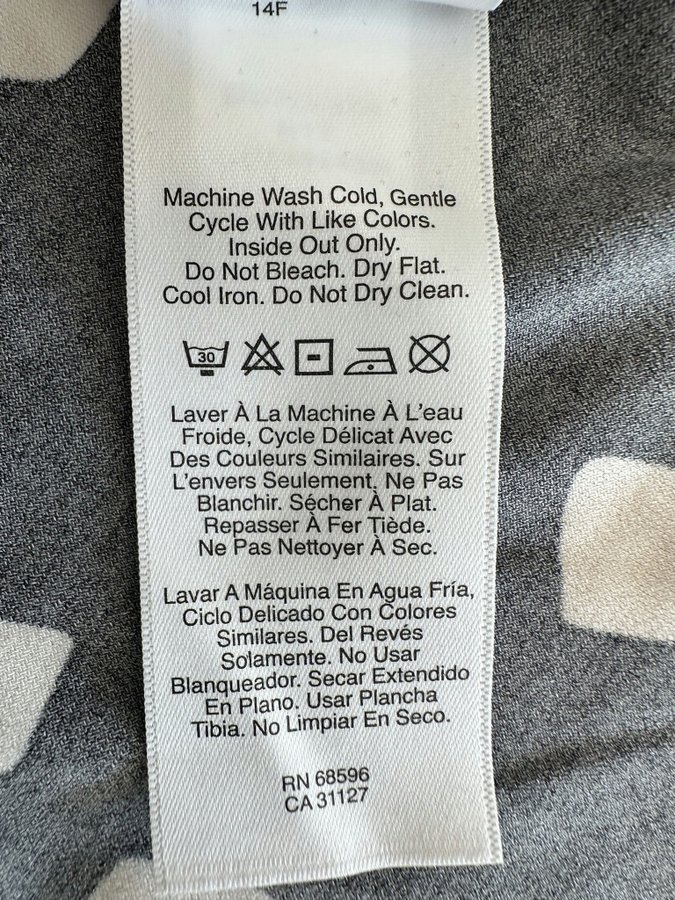 14F
Machine Wash Cold, Gentle
Cycle With Like Colors.
Inside Out Only.
Do Not Bleach. Dry Flat.
Cool Iron. Do Not Dry Clean.
30
Laver À La Machine À L'eau
Froide, Cycle Délicat Avec
Des Couleurs Similaires. Sur
L'envers Seulement. Ne Pas
Blanchir. Sécher À Plat.
Repasser À Fer Tiède.
Ne Pas Nettoyer À Sec.
Lavar A Máquina En Agua Fría,
Ciclo Delicado Con Colores
Similares. Del Revés
Solamente. No Usar
Blanqueador. Secar Extendido
En Plano. Usar Plancha
Tibia. No Limpiar En Seco.
RN 68596
CA 31127